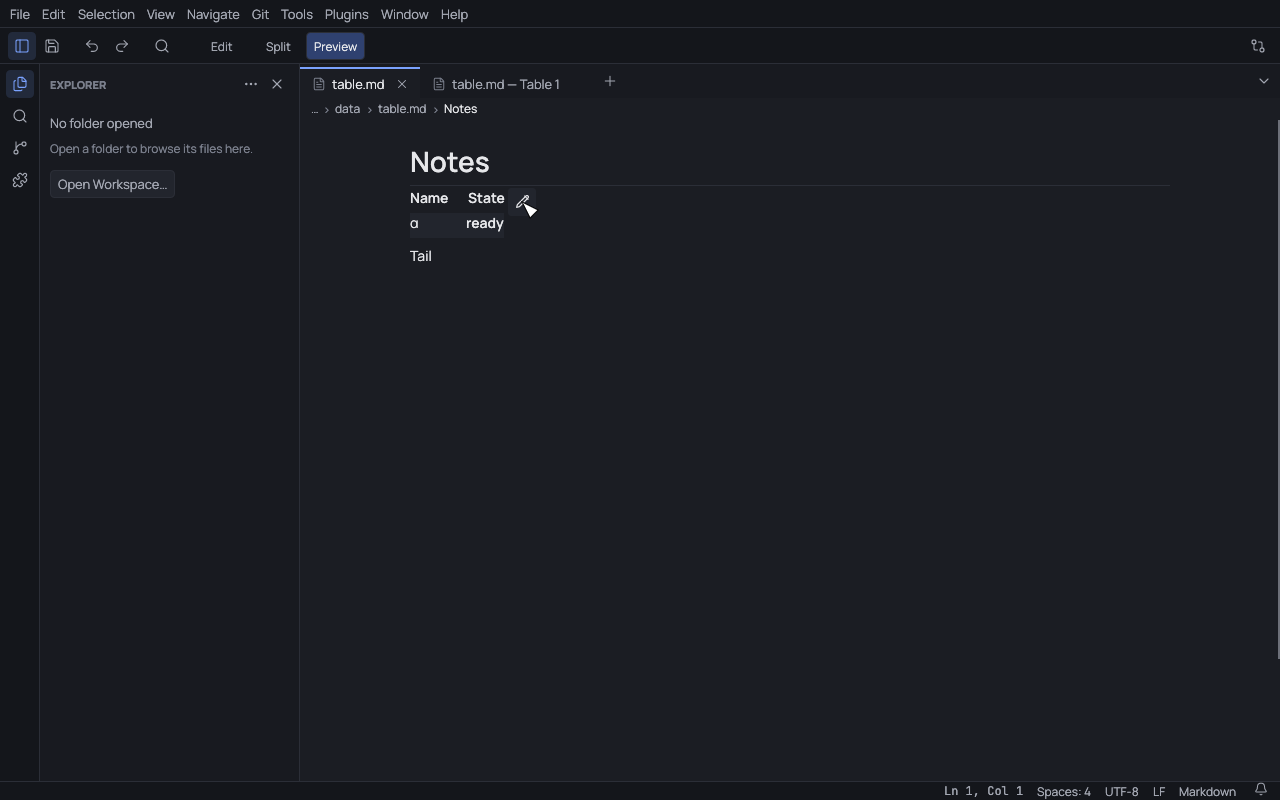 File Edit Selection View Navigate Git Tools Plugins Window Help
Edit Split Preview
EXPLORER
No folder opened
Open a folder to browse its files here.
Open Workspace…
table.md
table.md — Table 1
… › data › table.md › Notes
Notes
Name State
a ready
Tail
Ln 1, Col 1 Spaces: 4 UTF-8 LF Markdown